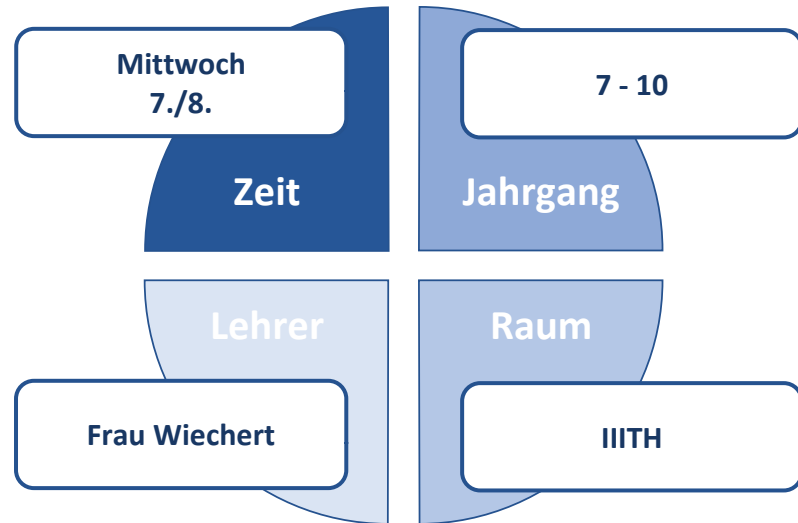 Mittwoch
7./8.
Zeit
7 - 10
Jahrgang
Lehrer
Frau Wiechert
Raum
IIITH